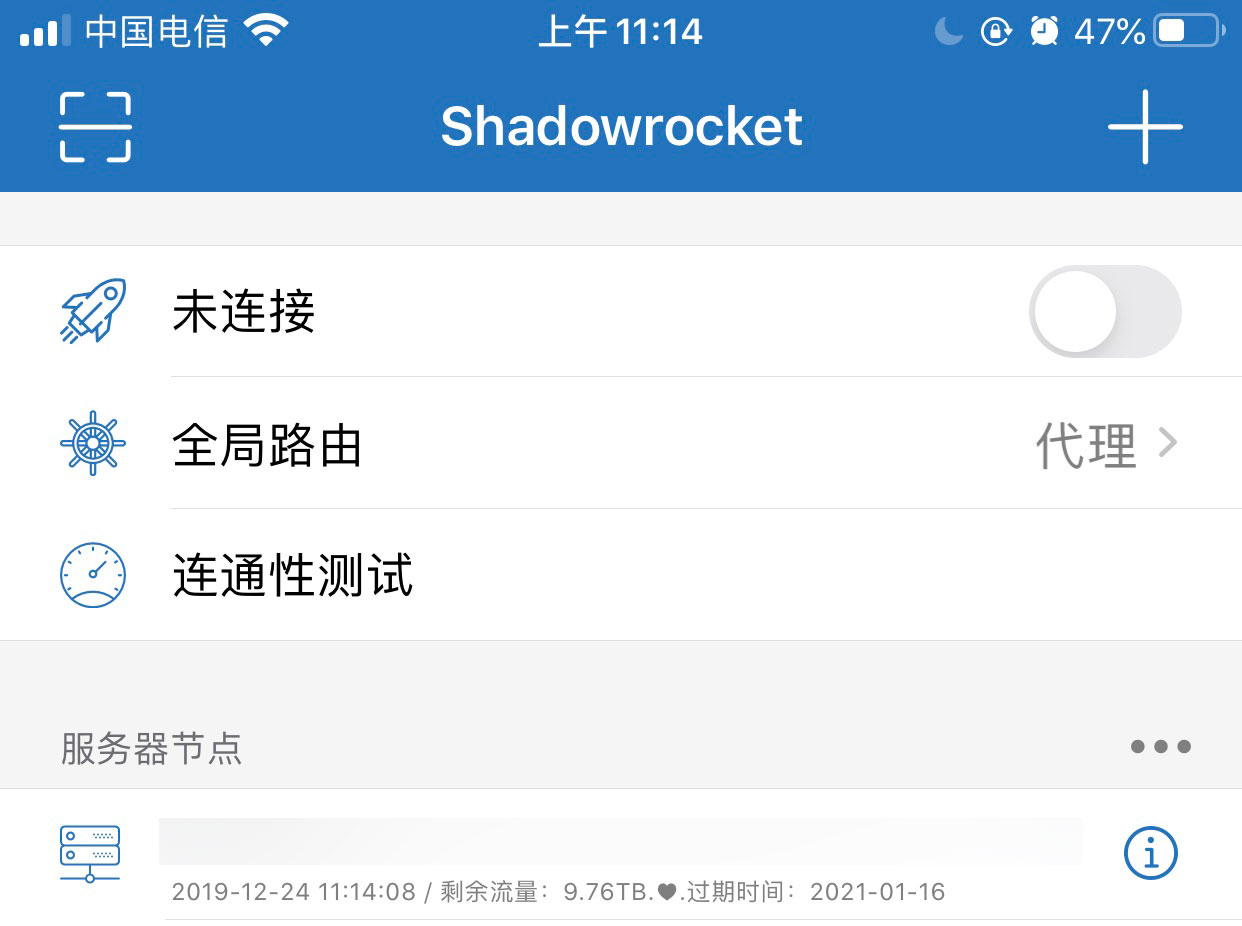 中国电信 上午11:14 47%
Shadowrocket
未连接
全局路由 代理
连通性测试
服务器节点
2019-12-24 11:14:08 / 剩余流量：9.76TB.♥.过期时间：2021-01-16